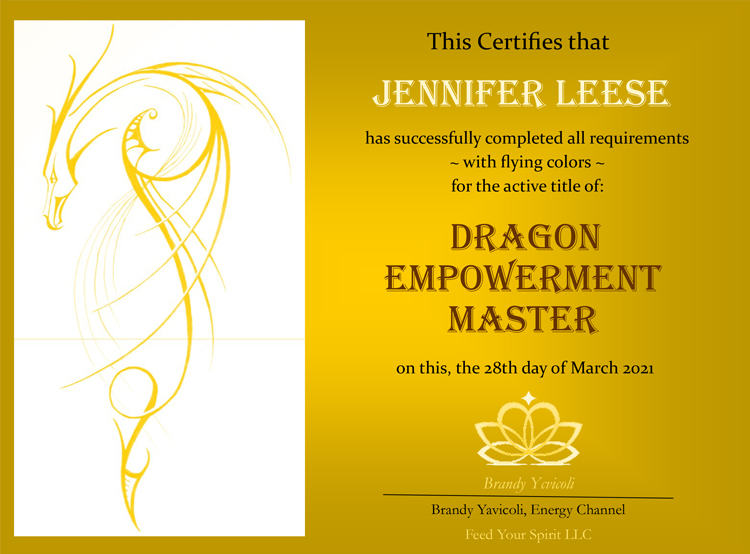 This Certifies that
JENNIFER LEESE
has successfully completed all requirements
~ with flying colors ~
for the active title of:
DRAGON
EMPOWERMENT
MASTER
on this, the 28th day of March 2021
Brandy Ycvicoli
Brandy Yavicoli, Energy Channel
Feed Your Spirit LLC